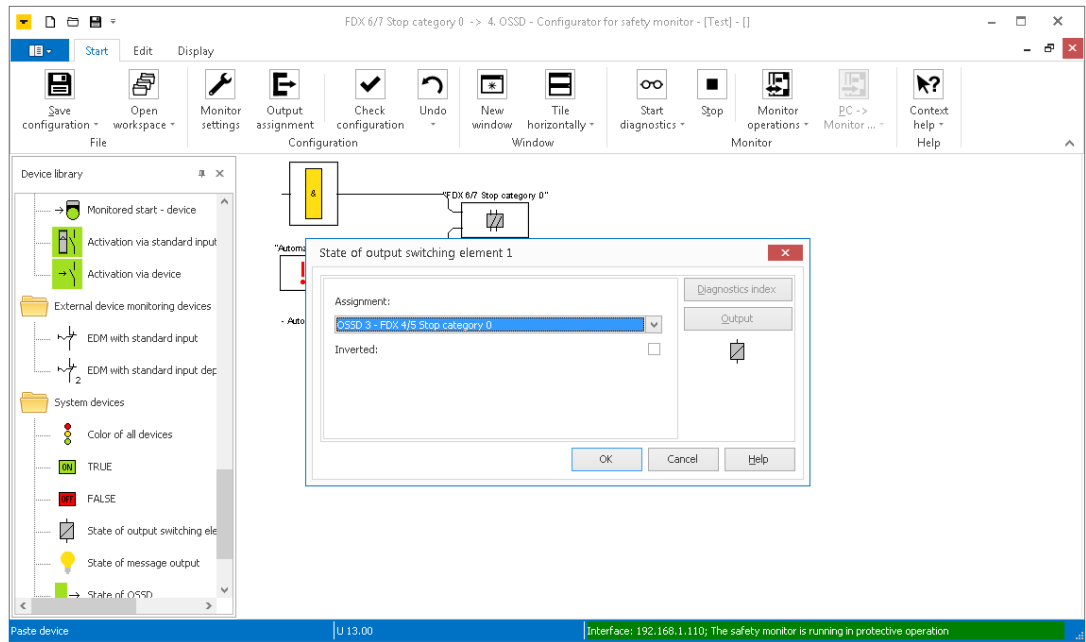 FDX 6/7 Stop category 0 -> 4. OSSD - Configurator for safety monitor - [Test] - []
Start Edit Display
Save configuration
Open workspace
Monitor settings
Output assignment
Check configuration
Undo
New window
Tile horizontally
Start diagnostics
Stop
Monitor operations
PC -> Monitor ...
Context help
File
Configuration
Window
Monitor
Help
Device library
Monitored start - device
Activation via standard input
Activation via device
External device monitoring devices
EDM with standard input
2
EDM with standard input dep
System devices
Color of all devices
ON
TRUE
OFF
FALSE
State of output switching ele
State of message output
State of OSSD
&
"FDX 6/7 Stop category 0"
"Automa
!
- Auto
State of output switching element 1
Assignment:
OSSD 3 - FDX 4/5 Stop category 0
Inverted:
Diagnostics index
Output
OK
Cancel
Help
Paste device
U 13.00
Interface: 192.168.1.110; The safety monitor is running in protective operation